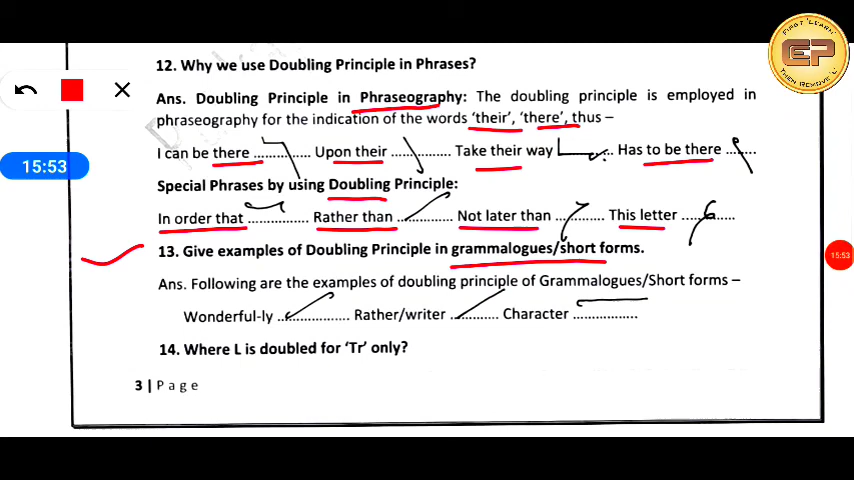 FIRST 'LEARN'
EP
THEN REMOVE 'L'
12. Why we use Doubling Principle in Phrases?
Ans. Doubling Principle in Phraseography: The doubling principle is employed in
phraseography for the indication of the words 'their', 'there', thus –
I can be there .............. Upon their .............. Take their way .............. Has to be there ..............
15:53
Special Phrases by using Doubling Principle:
In order that .............. Rather than .............. Not later than .............. This letter ..............
13. Give examples of Doubling Principle in grammalogues/short forms.
15:53
Ans. Following are the examples of doubling principle of Grammalogues/Short forms –
Wonderful-ly .............. Rather/writer .............. Character ..............
14. Where L is doubled for 'Tr' only?
3 | P a g e